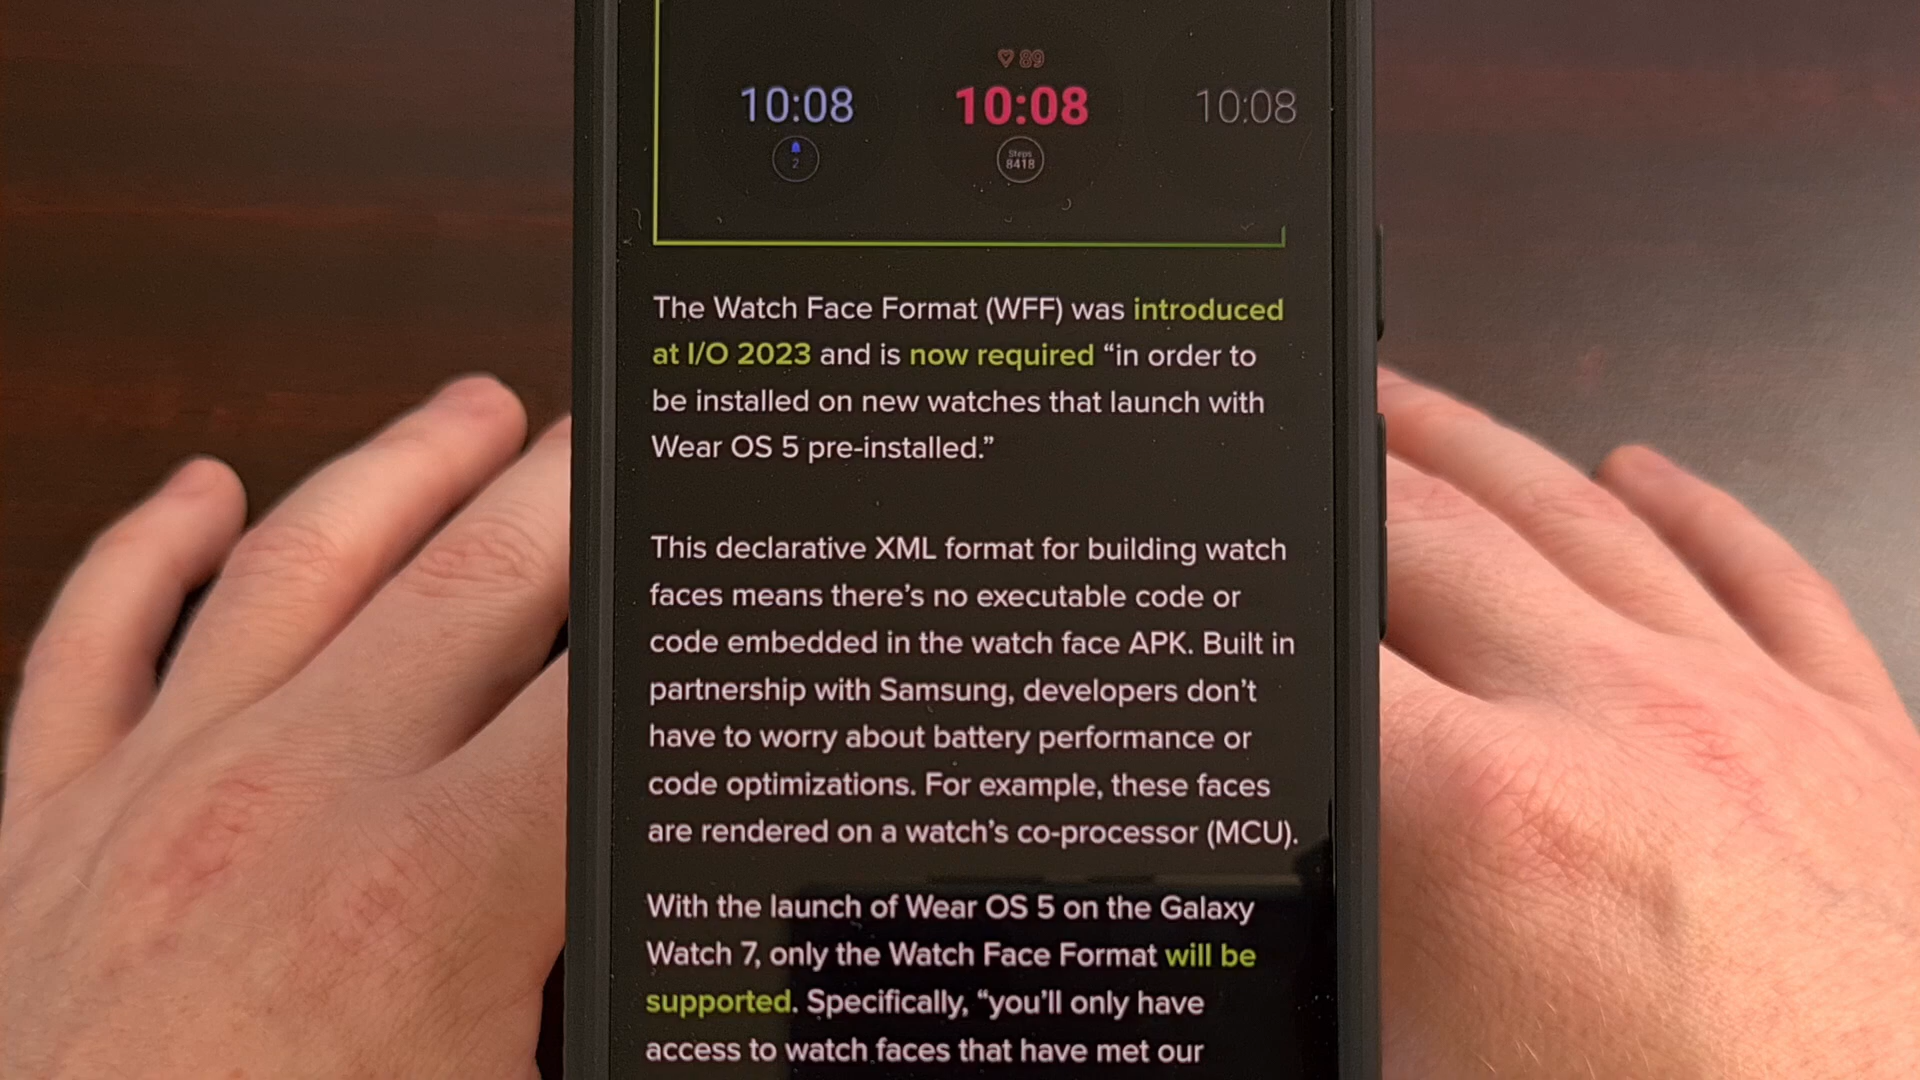 89
10:08 10:08 10:08
2 Steps
8418
The Watch Face Format (WFF) was introduced
at I/O 2023 and is now required “in order to
be installed on new watches that launch with
Wear OS 5 pre-installed.”
This declarative XML format for building watch
faces means there’s no executable code or
code embedded in the watch face APK. Built in
partnership with Samsung, developers don’t
have to worry about battery performance or
code optimizations. For example, these faces
are rendered on a watch’s co-processor (MCU).
With the launch of Wear OS 5 on the Galaxy
Watch 7, only the Watch Face Format will be
supported. Specifically, “you’ll only have
access to watch faces that have met our